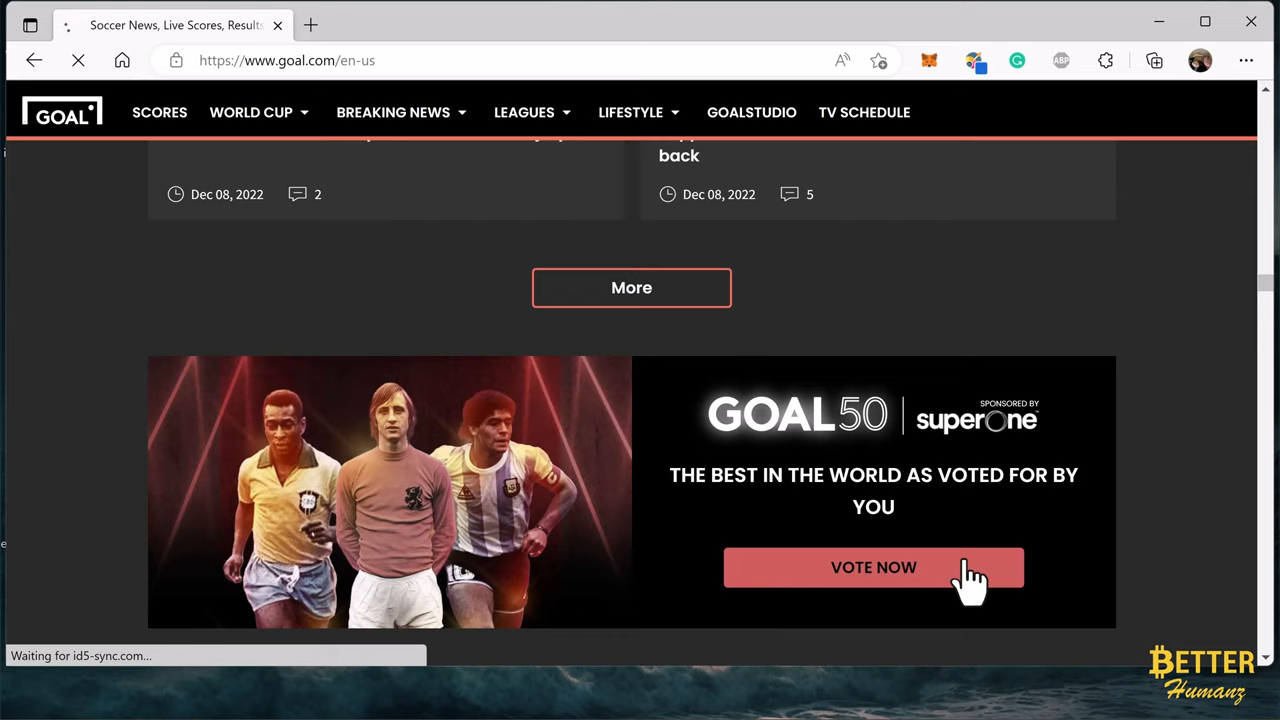 Soccer News, Live Scores, Results
https://www.goal.com/en-us
ABP
GOAL
SCORES
WORLD CUP
BREAKING NEWS
LEAGUES
LIFESTYLE
GOALSTUDIO
TV SCHEDULE
back
Dec 08, 2022
2
Dec 08, 2022
5
More
GOAL50
SPONSORED BY
superone
THE BEST IN THE WORLD AS VOTED FOR BY
YOU
VOTE NOW
Waiting for id5-sync.com...
BETTER
Humanz